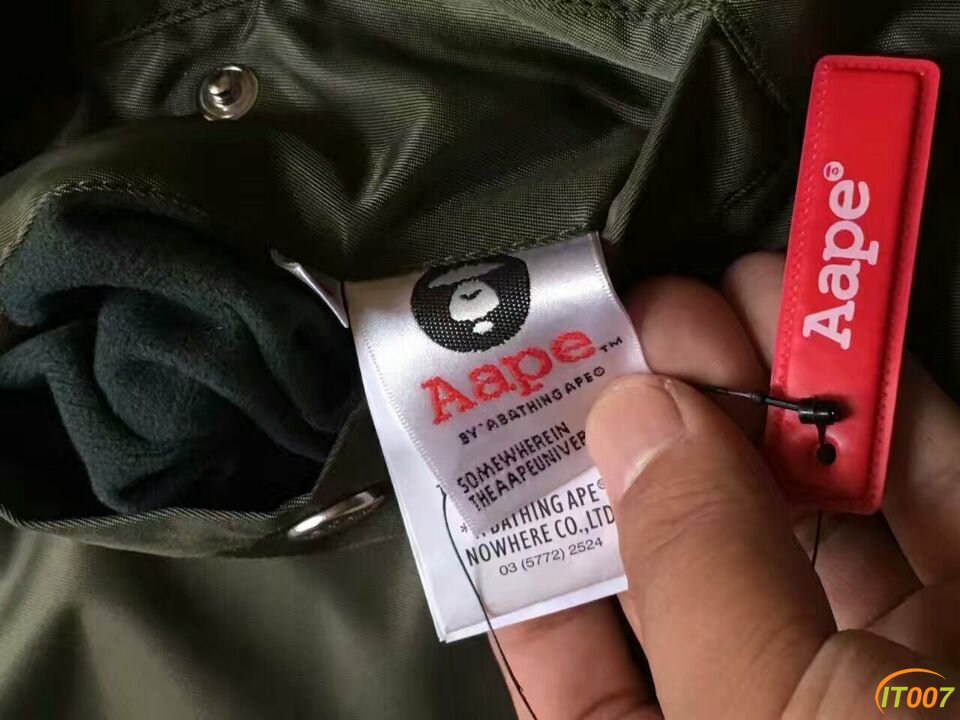 Aape®
Aape™
BY *A BATHING APE®
SOMEWHEREIN
THEAAPEUNIVER
BATHING APE®
NOWHERE CO.,LTD
03 (5772) 2524
IT007